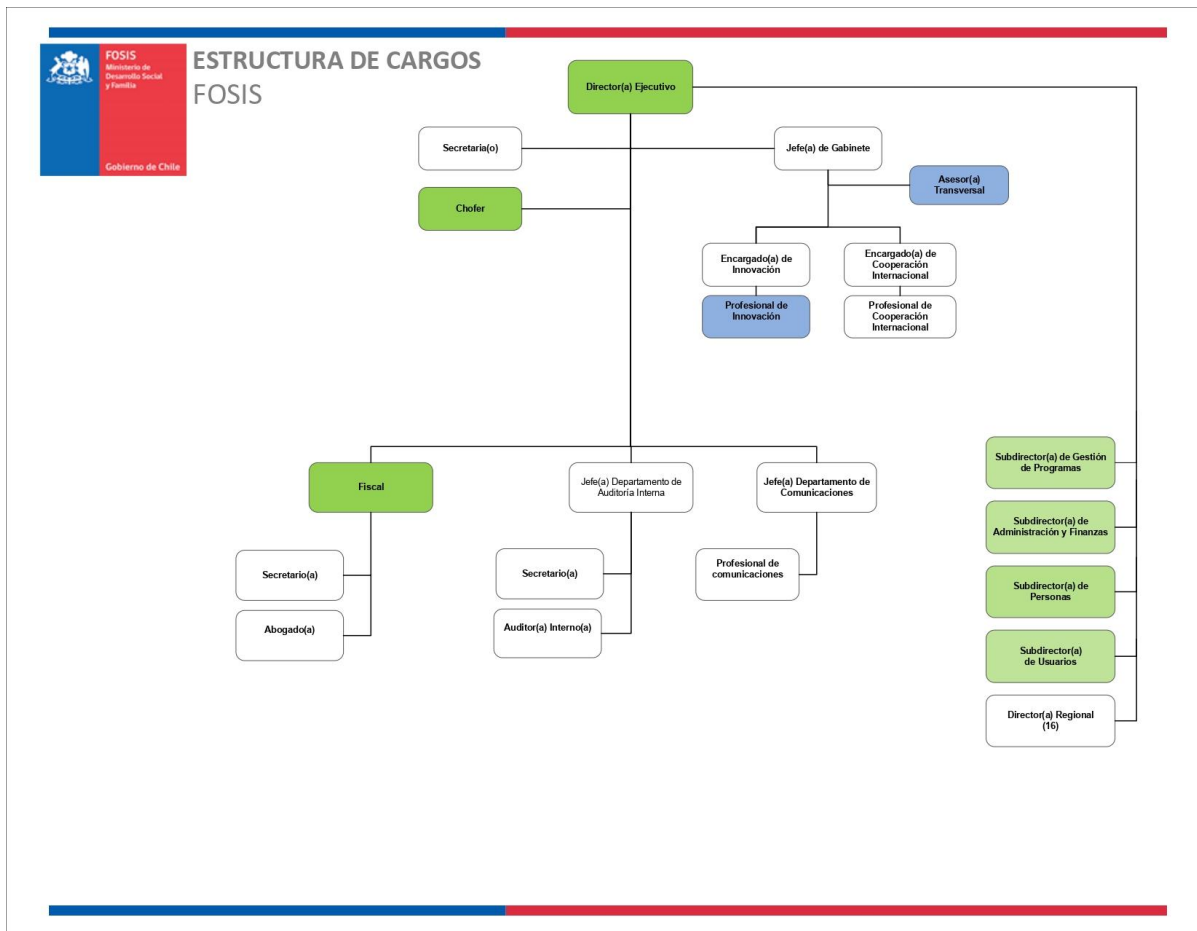 FOSIS
Ministerio de
Desarrollo Social
y Familia
Gobierno de Chile
ESTRUCTURA DE CARGOS
FOSIS
Director(a) Ejecutivo
Secretaria(o)
Jefe(a) de Gabinete
Asesor(a)
Transversal
Chofer
Encargado(a) de
Innovación
Encargado(a) de
Cooperación
Internacional
Profesional de
Innovación
Profesional de
Cooperación
Internacional
Fiscal
Jefe(a) Departamento de
Auditoría Interna
Jefe(a) Departamento de
Comunicaciones
Secretario(a)
Abogado(a)
Secretario(a)
Auditor(a) Interno(a)
Profesional de
comunicaciones
Subdirector(a) de Gestión
de Programas
Subdirector(a) de
Administración y Finanzas
Subdirector(a) de
Personas
Subdirector(a)
de Usuarios
Director(a) Regional
(16)